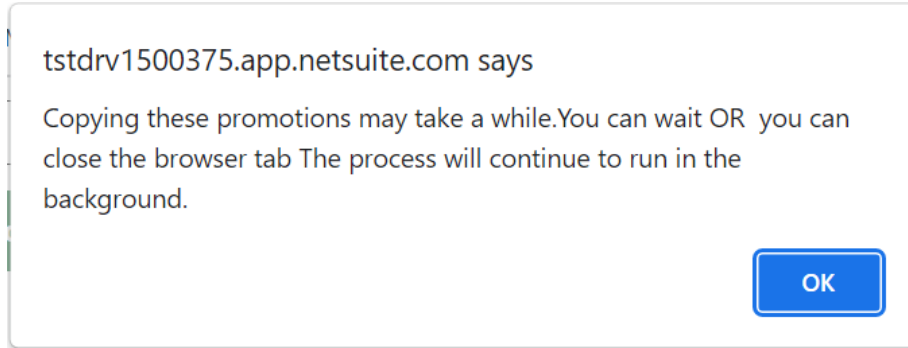 tstdrv1500375.app.netsuite.com says
Copying these promotions may take a while.You can wait OR  you can
close the browser tab The process will continue to run in the
background.
OK